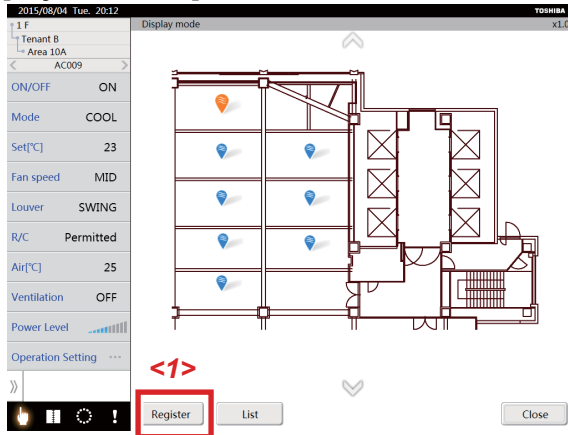 2015/08/04 Tue. 20:12
TOSHIBA
1 F
Tenant B
Area 10A
< AC009 >
Display mode
x1.0
ON/OFF ON
Mode COOL
Set[℃] 23
Fan speed MID
Louver SWING
R/C Permitted
Air[℃] 25
Ventilation OFF
Power Level
Operation Setting ...
<1>
Register
List
Close